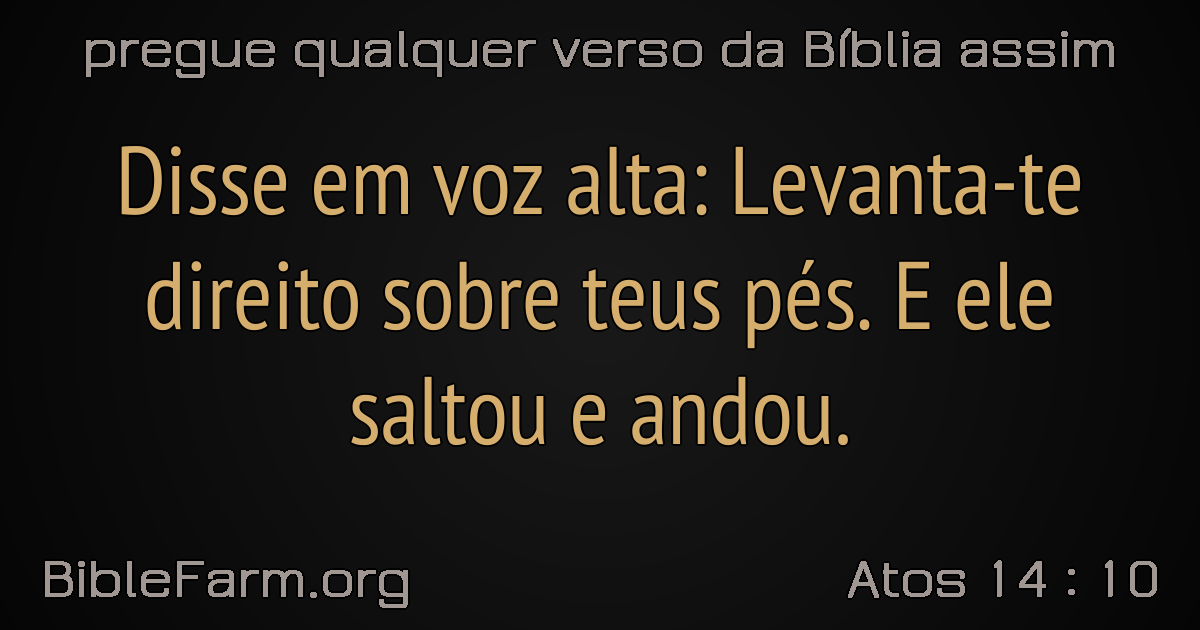 pregue qualquer verso da Bíblia assim
Disse em voz alta: Levanta-te
direito sobre teus pés. E ele
saltou e andou.
BibleFarm.org
Atos 14 : 10